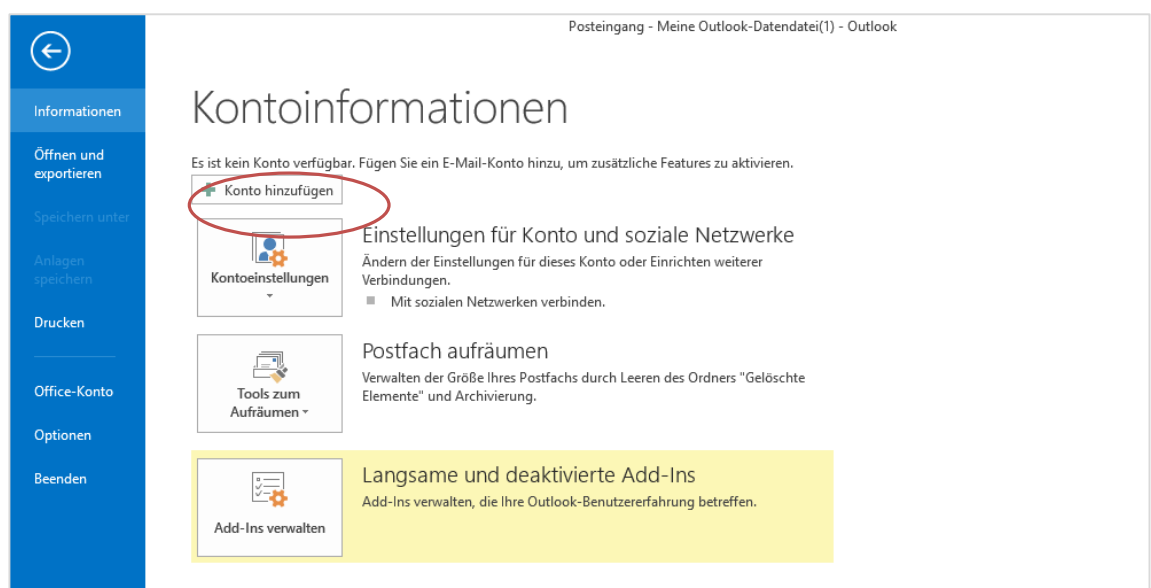 Posteingang - Meine Outlook-Datendatei(1) - Outlook
Informationen
Öffnen und
exportieren
Speichern unter
Anlagen
speichern
Drucken
Office-Konto
Optionen
Beenden
Kontoinformationen
Es ist kein Konto verfügbar. Fügen Sie ein E-Mail-Konto hinzu, um zusätzliche Features zu aktivieren.
Konto hinzufügen
Kontoeinstellungen
Einstellungen für Konto und soziale Netzwerke
Ändern der Einstellungen für dieses Konto oder Einrichten weiterer
Verbindungen.
Mit sozialen Netzwerken verbinden.
Tools zum
Aufräumen
Postfach aufräumen
Verwalten der Größe Ihres Postfachs durch Leeren des Ordners "Gelöschte
Elemente" und Archivierung.
Add-Ins verwalten
Langsame und deaktivierte Add-Ins
Add-Ins verwalten, die Ihre Outlook-Benutzererfahrung betreffen.